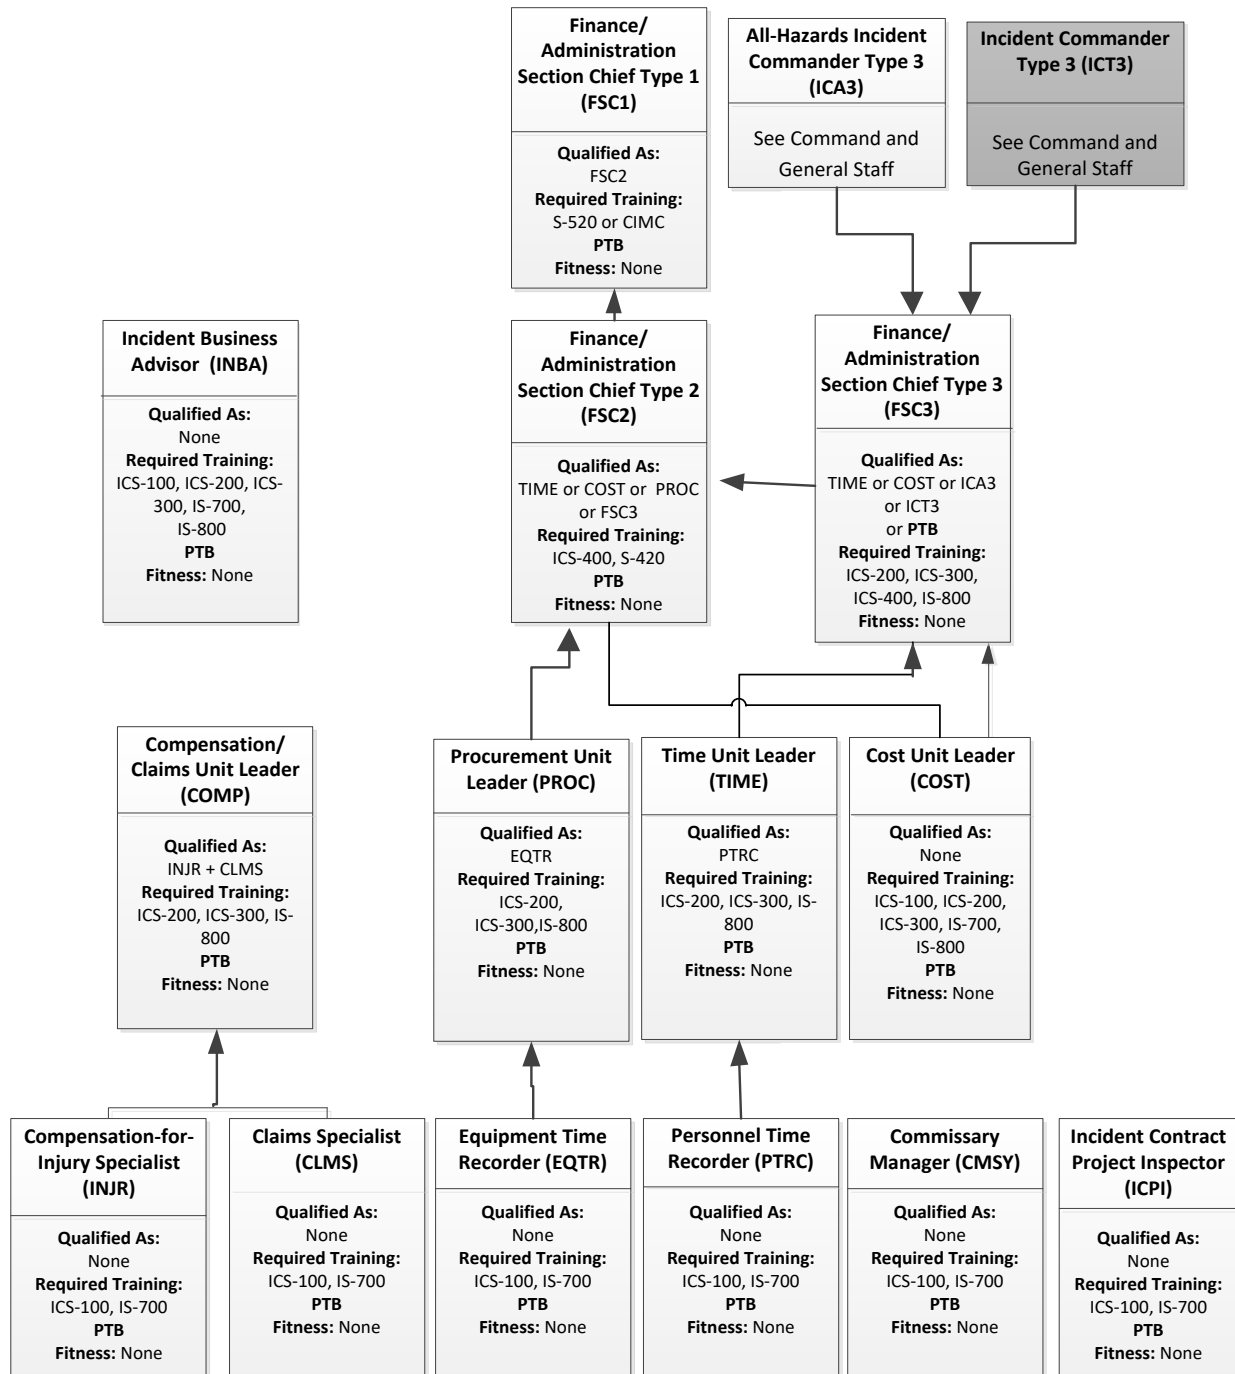 Finance/
Administration
Section Chief Type 1
(FSC1)
Qualified As:
FSC2
Required Training:
S-520 or CIMC
PTB
Fitness: None
All-Hazards Incident
Commander Type 3
(ICA3)
See Command and
General Staff
Incident Commander
Type 3 (ICT3)
See Command and
General Staff
Incident Business
Advisor (INBA)
Qualified As:
None
Required Training:
ICS-100, ICS-200, ICS-
300, IS-700,
IS-800
PTB
Fitness: None
Finance/
Administration
Section Chief Type 2
(FSC2)
Qualified As:
TIME or COST or PROC
or FSC3
Required Training:
ICS-400, S-420
PTB
Fitness: None
Finance/
Administration
Section Chief Type 3
(FSC3)
Qualified As:
TIME or COST or ICA3
or ICT3
or PTB
Required Training:
ICS-200, ICS-300,
ICS-400, IS-800
Fitness: None
Compensation/
Claims Unit Leader
(COMP)
Qualified As:
INJR + CLMS
Required Training:
ICS-200, ICS-300, IS-
800
PTB
Fitness: None
Procurement Unit
Leader (PROC)
Qualified As:
EQTR
Required Training:
ICS-200,
ICS-300,IS-800
PTB
Fitness: None
Time Unit Leader
(TIME)
Qualified As:
PTRC
Required Training:
ICS-200, ICS-300, IS-
800
PTB
Fitness: None
Cost Unit Leader
(COST)
Qualified As:
None
Required Training:
ICS-100, ICS-200,
ICS-300, IS-700,
IS-800
PTB
Fitness: None
Compensation-for-
Injury Specialist
(INJR)
Qualified As:
None
Required Training:
ICS-100, IS-700
PTB
Fitness: None
Claims Specialist
(CLMS)
Qualified As:
None
Required Training:
ICS-100, IS-700
PTB
Fitness: None
Equipment Time
Recorder (EQTR)
Qualified As:
None
Required Training:
ICS-100, IS-700
PTB
Fitness: None
Personnel Time
Recorder (PTRC)
Qualified As:
None
Required Training:
ICS-100, IS-700
PTB
Fitness: None
Commissary
Manager (CMSY)
Qualified As:
None
Required Training:
ICS-100, IS-700
PTB
Fitness: None
Incident Contract
Project Inspector
(ICPI)
Qualified As:
None
Required Training:
ICS-100, IS-700
PTB
Fitness: None